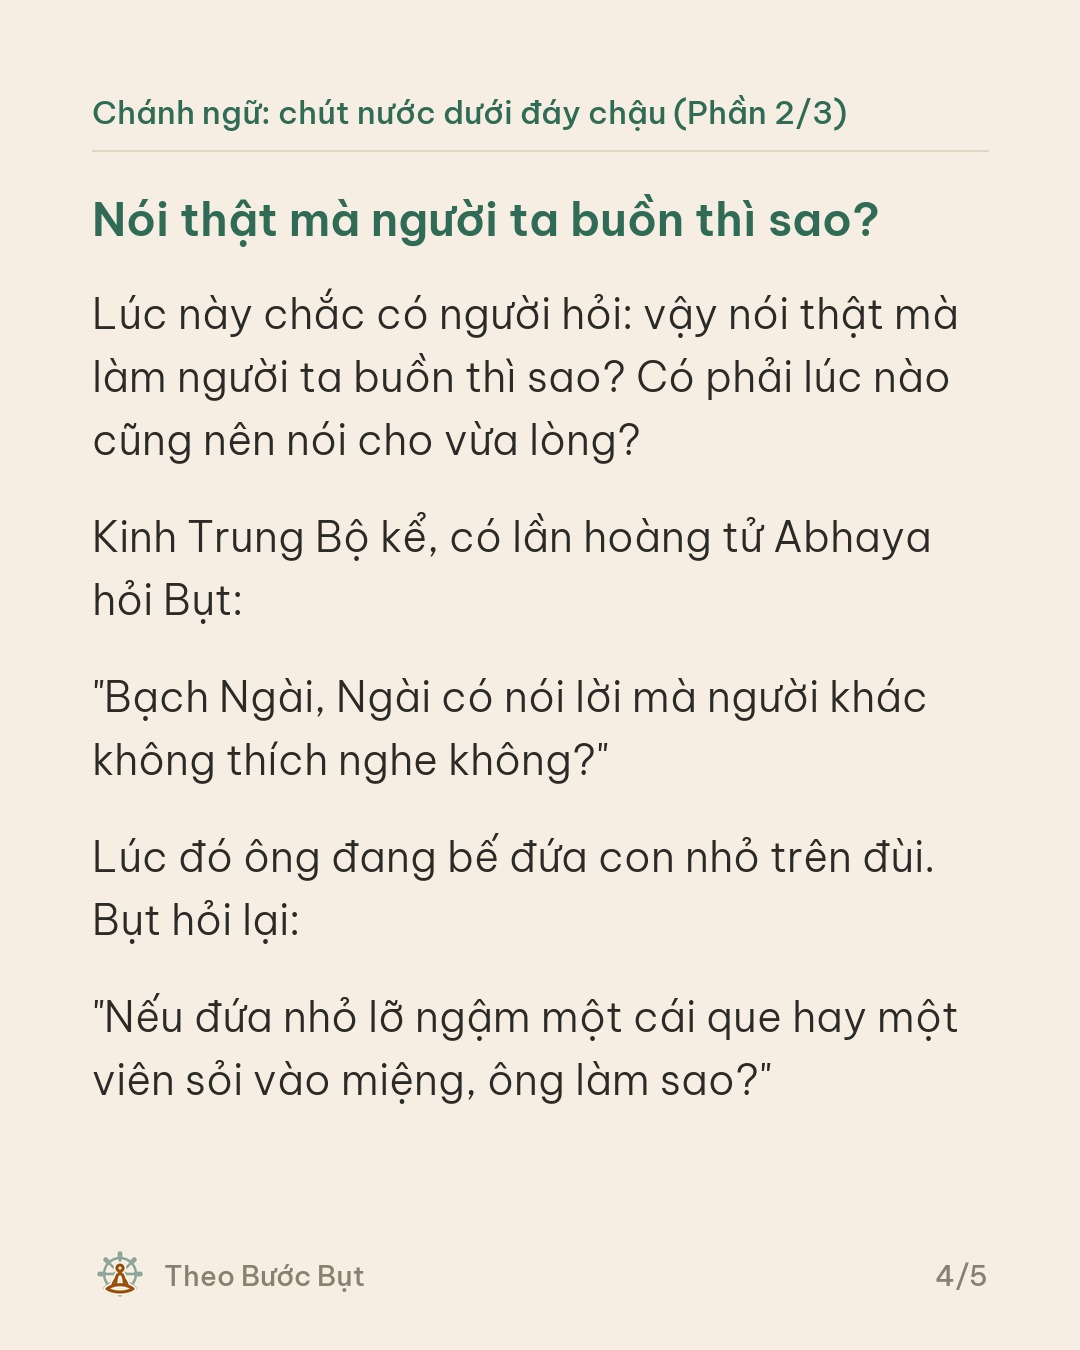 Chánh ngữ: chút nước dưới đáy chậu (Phần 2/3)
Nói thật mà người ta buồn thì sao?
Lúc này chắc có người hỏi: vậy nói thật mà
làm người ta buồn thì sao? Có phải lúc nào
cũng nên nói cho vừa lòng?
Kinh Trung Bộ kể, có lần hoàng tử Abhaya
hỏi Bụt:
"Bạch Ngài, Ngài có nói lời mà người khác
không thích nghe không?"
Lúc đó ông đang bế đứa con nhỏ trên đùi.
Bụt hỏi lại:
"Nếu đứa nhỏ lỡ ngậm một cái que hay một
viên sỏi vào miệng, ông làm sao?"
Theo Bước Bụt
4/5